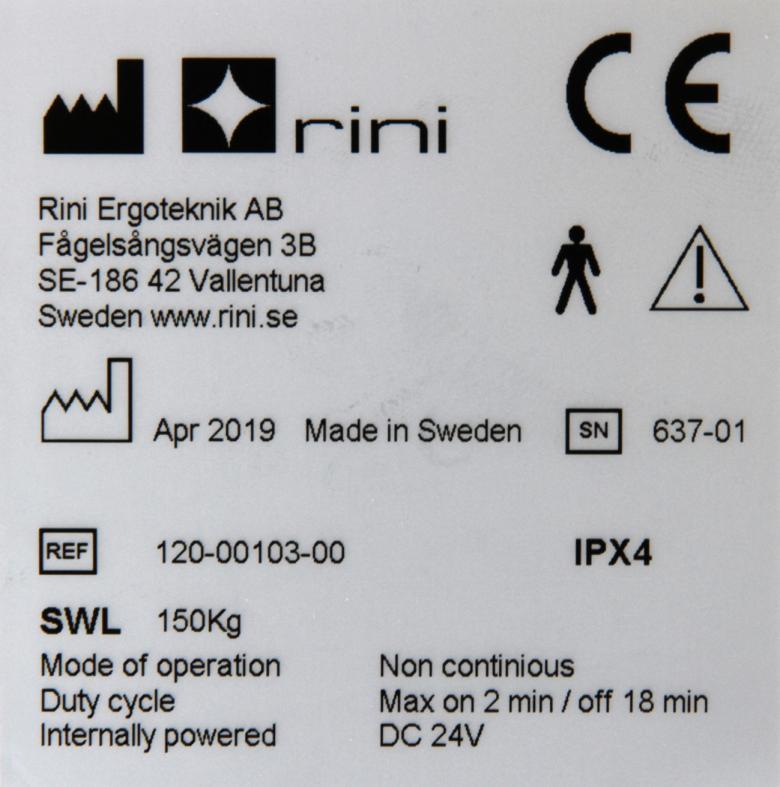 rini
CE
Rini Ergoteknik AB
Fågelsångsvägen 3B
SE-186 42 Vallentuna
Sweden www.rini.se
Apr 2019 Made in Sweden SN 637-01
REF 120-00103-00 IPX4
SWL 150Kg
Mode of operation Non continious
Duty cycle Max on 2 min / off 18 min
Internally powered DC 24V